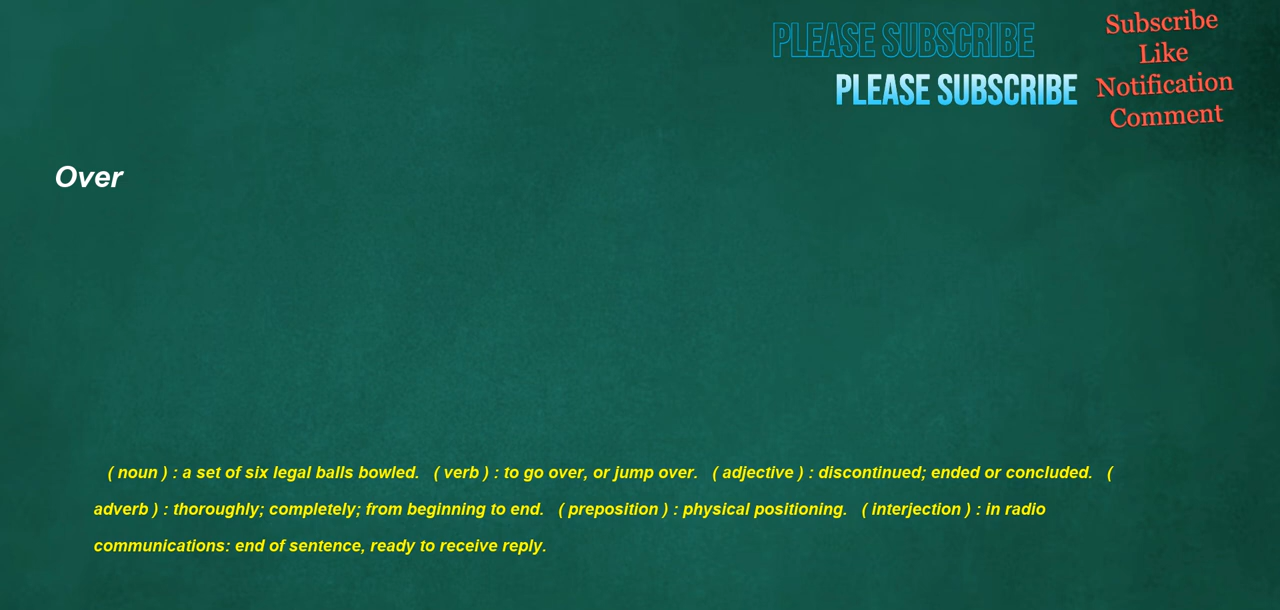 PLEASE SUBSCRIBE
PLEASE SUBSCRIBE
Subscribe
Like
Notification
Comment
Over
( noun ) : a set of six legal balls bowled. ( verb ) : to go over, or jump over. ( adjective ) : discontinued; ended or concluded. (
adverb ) : thoroughly; completely; from beginning to end. ( preposition ) : physical positioning. ( interjection ) : in radio
communications: end of sentence, ready to receive reply.